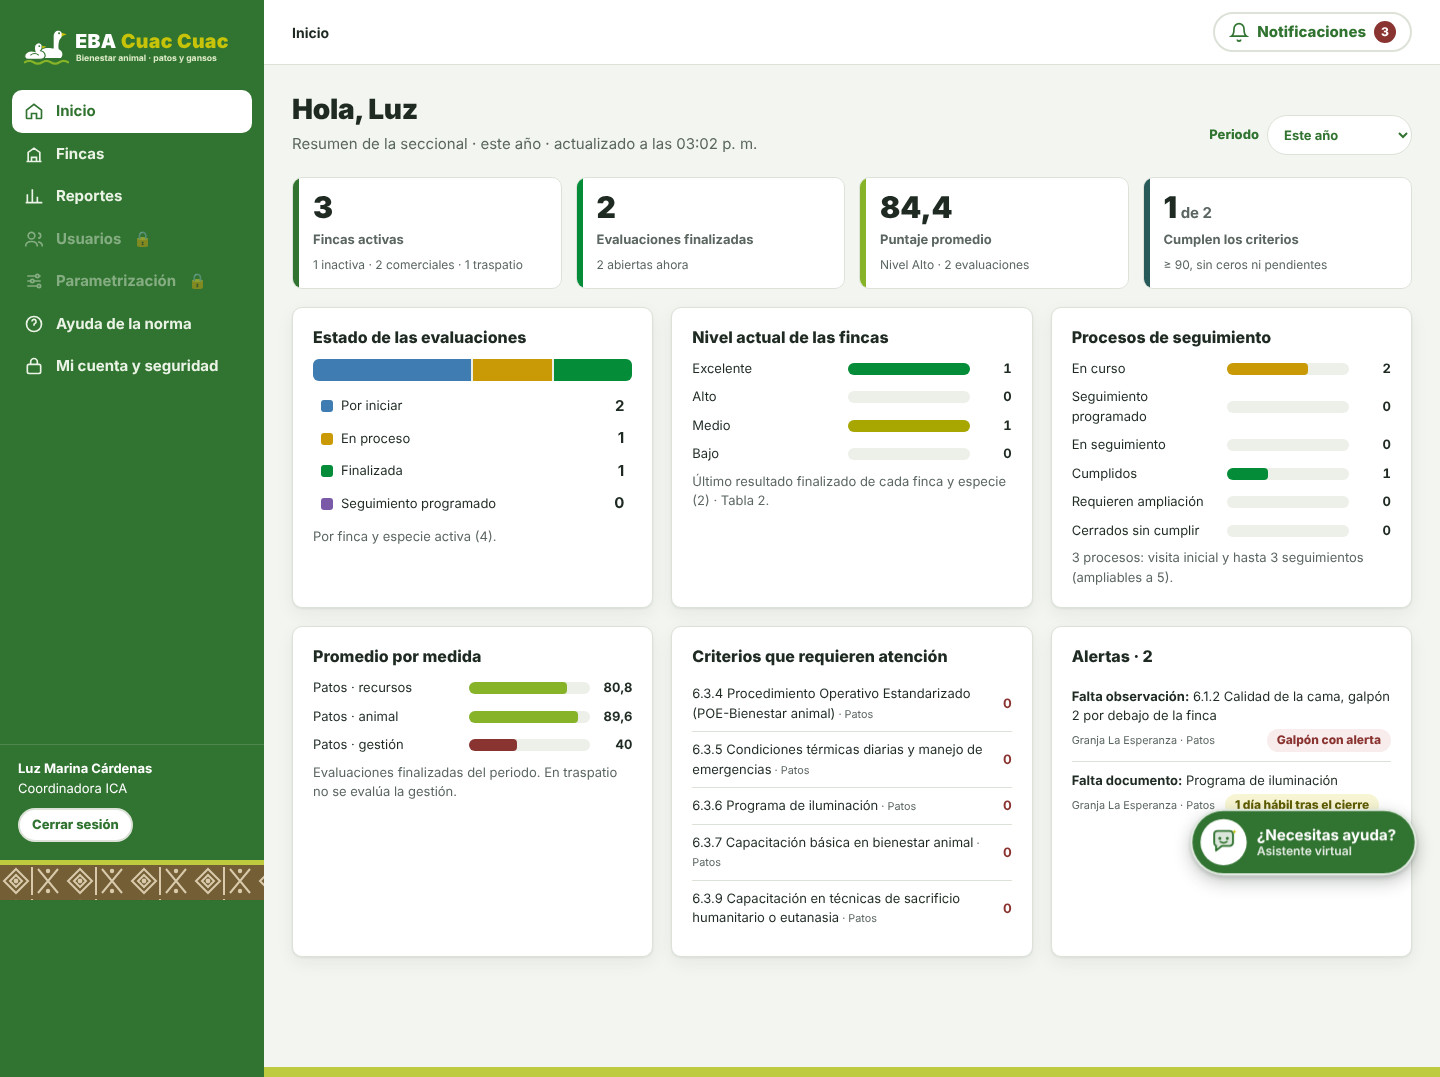 EBA Cuac Cuac
Bienestar animal · patos y gansos
Inicio
Fincas
Reportes
Usuarios
Parametrización
Ayuda de la norma
Mi cuenta y seguridad
Luz Marina Cárdenas
Coordinadora ICA
Cerrar sesión
Inicio
Notificaciones 3
Hola, Luz
Resumen de la seccional · este año · actualizado a las 03:02 p. m.
Periodo Este año
3
Fincas activas
1 inactiva · 2 comerciales · 1 traspatio
2
Evaluaciones finalizadas
2 abiertas ahora
84,4
Puntaje promedio
Nivel Alto · 2 evaluaciones
1 de 2
Cumplen los criterios
≥ 90, sin ceros ni pendientes
Estado de las evaluaciones
Por iniciar 2
En proceso 1
Finalizada 1
Seguimiento programado 0
Por finca y especie activa (4).
Nivel actual de las fincas
Excelente 1
Alto 0
Medio 1
Bajo 0
Último resultado finalizado de cada finca y especie
(2) · Tabla 2.
Procesos de seguimiento
En curso 2
Seguimiento
programado 0
En seguimiento 0
Cumplidos 1
Requieren ampliación 0
Cerrados sin cumplir 0
3 procesos: visita inicial y hasta 3 seguimientos
(ampliables a 5).
Promedio por medida
Patos · recursos 80,8
Patos · animal 89,6
Patos · gestión 40
Evaluaciones finalizadas del periodo. En traspatio
no se evalúa la gestión.
Criterios que requieren atención
6.3.4 Procedimiento Operativo Estandarizado
(POE-Bienestar animal) · Patos 0
6.3.5 Condiciones térmicas diarias y manejo de
emergencias · Patos 0
6.3.6 Programa de iluminación · Patos 0
6.3.7 Capacitación básica en bienestar animal ·
Patos 0
6.3.9 Capacitación en técnicas de sacrificio
humanitario o eutanasia · Patos 0
Alertas · 2
Falta observación: 6.1.2 Calidad de la cama, galpón
2 por debajo de la finca
Granja La Esperanza · Patos Galpón con alerta
Falta documento: Programa de iluminación
Granja La Esperanza · Patos 1 día hábil tras el cierre
¿Necesitas ayuda?
Asistente virtual